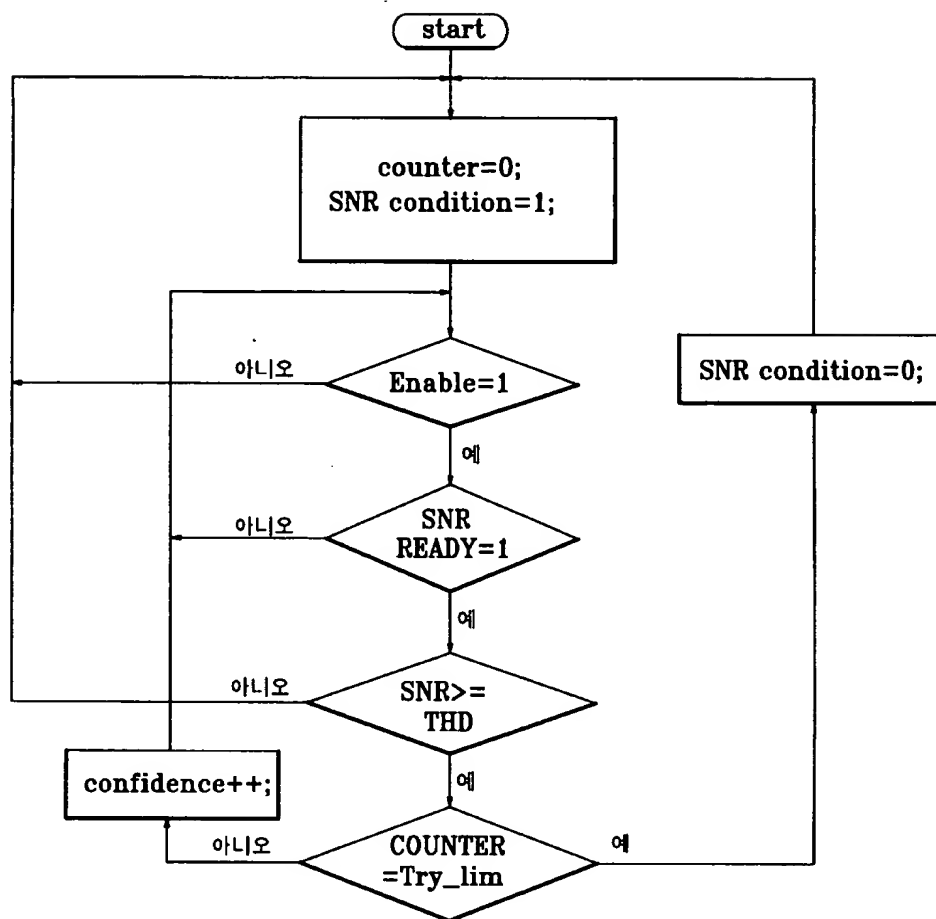 start
counter=0;
SNR condition=1;
아니오
Enable=1
SNR condition=0;
예
아니오
SNR
READY=1
예
아니오
SNR>=
THD
예
confidence++;
아니오
COUNTER
=Try_lim
예